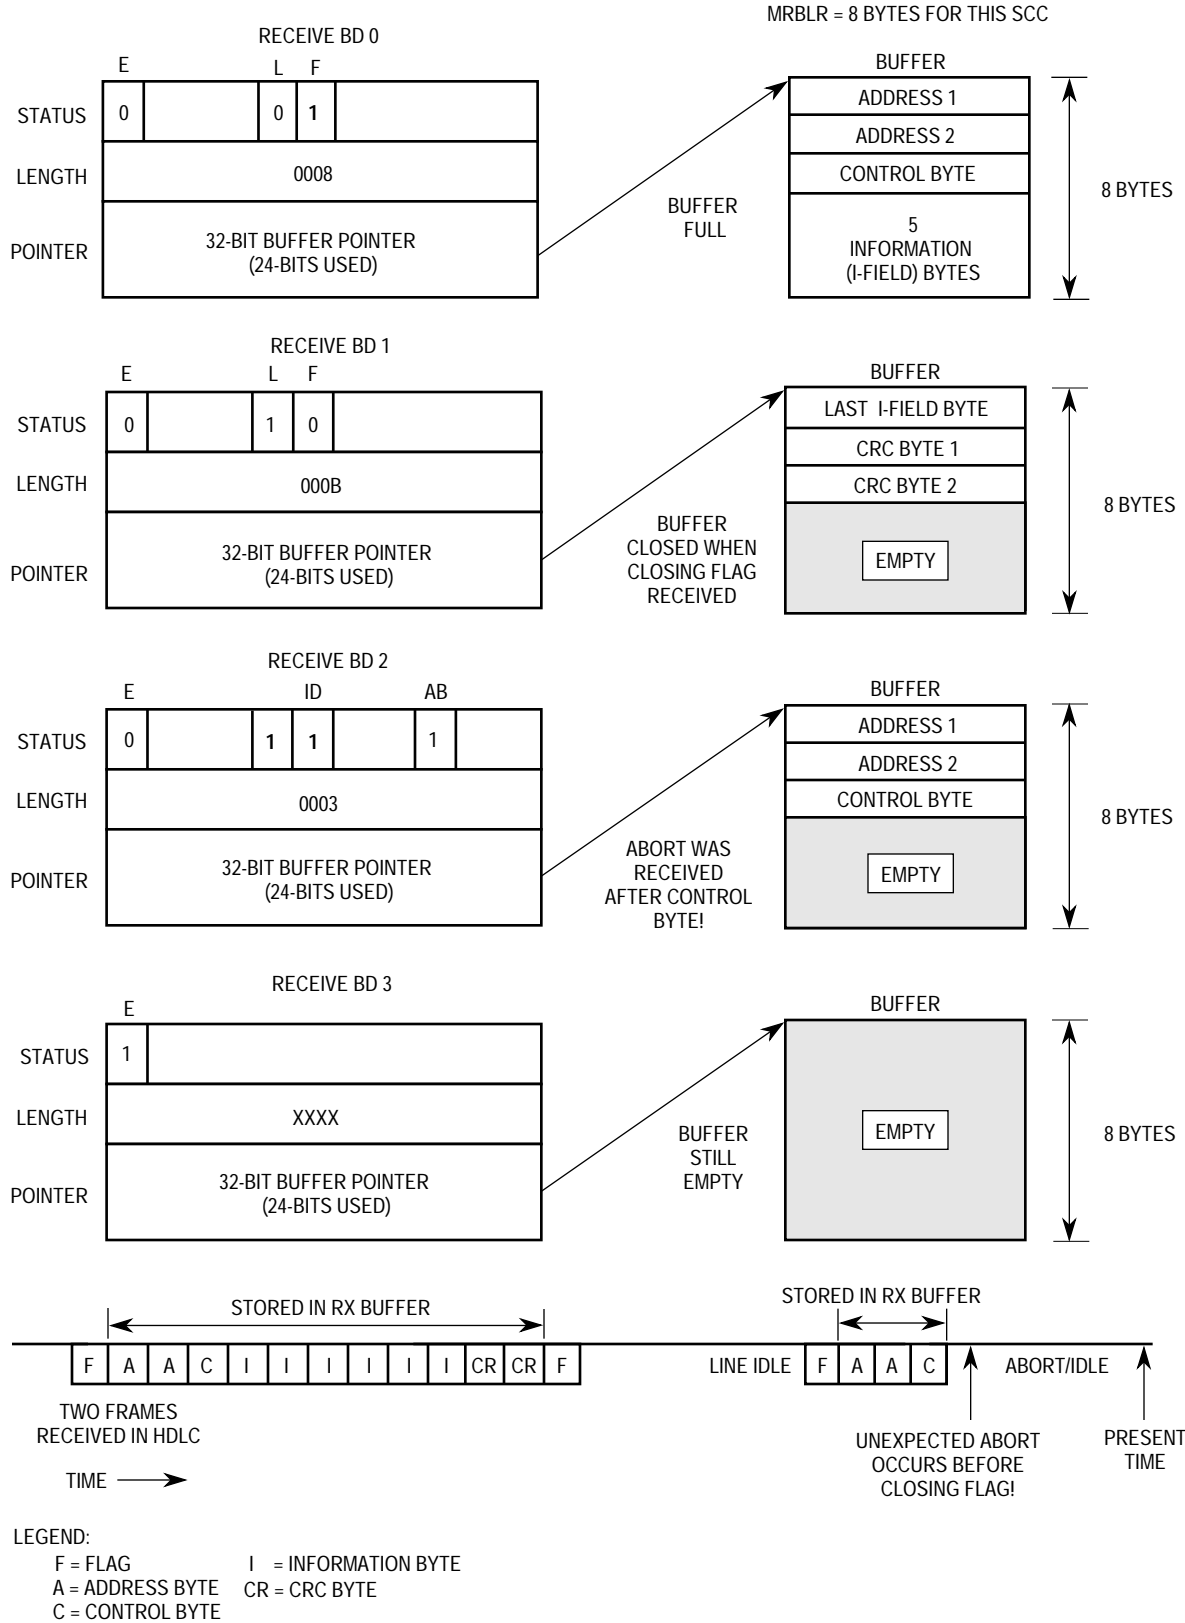 MRBLR = 8 BYTES FOR THIS SCC
RECEIVE BD 0
E L F
STATUS 0 0 1
LENGTH 0008
POINTER 32-BIT BUFFER POINTER
(24-BITS USED)
BUFFER
FULL
BUFFER
ADDRESS 1
ADDRESS 2
CONTROL BYTE
5
INFORMATION
(I-FIELD) BYTES
8 BYTES
RECEIVE BD 1
E L F
STATUS 0 1 0
LENGTH 000B
POINTER 32-BIT BUFFER POINTER
(24-BITS USED)
BUFFER
CLOSED WHEN
CLOSING FLAG
RECEIVED
BUFFER
LAST I-FIELD BYTE
CRC BYTE 1
CRC BYTE 2
EMPTY
8 BYTES
RECEIVE BD 2
E ID AB
STATUS 0 1 1 1
LENGTH 0003
POINTER 32-BIT BUFFER POINTER
(24-BITS USED)
ABORT WAS
RECEIVED
AFTER CONTROL
BYTE!
BUFFER
ADDRESS 1
ADDRESS 2
CONTROL BYTE
EMPTY
8 BYTES
RECEIVE BD 3
E
STATUS 1
LENGTH XXXX
POINTER 32-BIT BUFFER POINTER
(24-BITS USED)
BUFFER
STILL
EMPTY
BUFFER
EMPTY
8 BYTES
STORED IN RX BUFFER STORED IN RX BUFFER
F A A C I I I I I I CR CR F LINE IDLE F A A C ABORT/IDLE
TWO FRAMES
RECEIVED IN HDLC
TIME
UNEXPECTED ABORT
OCCURS BEFORE
CLOSING FLAG!
PRESENT
TIME
LEGEND:
F = FLAG I = INFORMATION BYTE
A = ADDRESS BYTE CR = CRC BYTE
C = CONTROL BYTE